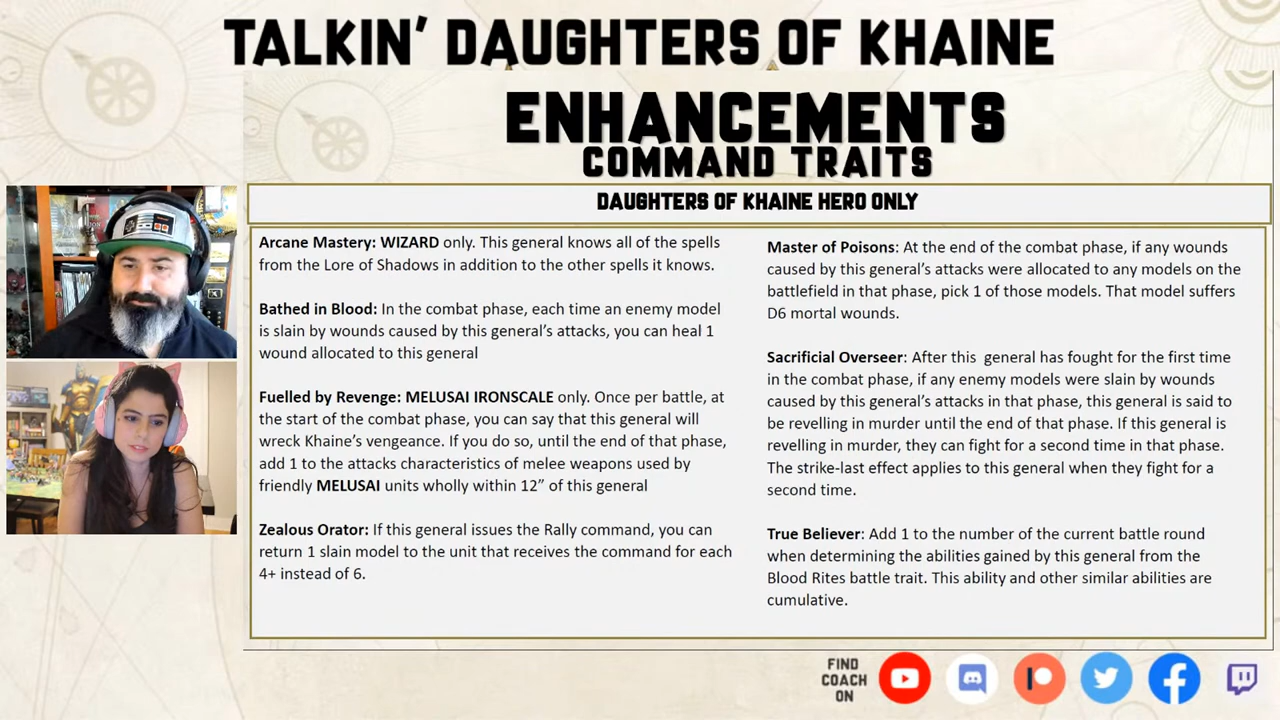 TALKIN' DAUGHTERS OF KHAINE
ENHANCEMENTS
COMMAND TRAITS
DAUGHTERS OF KHAINE HERO ONLY
Arcane Mastery: WIZARD only. This general knows all of the spells
from the Lore of Shadows in addition to the other spells it knows.
Bathed in Blood: In the combat phase, each time an enemy model
is slain by wounds caused by this general's attacks, you can heal 1
wound allocated to this general
Fuelled by Revenge: MELUSAI IRONSCALE only. Once per battle, at
the start of the combat phase, you can say that this general will
wreck Khaine's vengeance. If you do so, until the end of that phase,
add 1 to the attacks characteristics of melee weapons used by
friendly MELUSAI units wholly within 12" of this general
Zealous Orator: If this general issues the Rally command, you can
return 1 slain model to the unit that receives the command for each
4+ instead of 6.
Master of Poisons: At the end of the combat phase, if any wounds
caused by this general's attacks were allocated to any models on the
battlefield in that phase, pick 1 of those models. That model suffers
D6 mortal wounds.
Sacrificial Overseer: After this general has fought for the first time
in the combat phase, if any enemy models were slain by wounds
caused by this general's attacks in that phase, this general is said to
be revelling in murder until the end of that phase. If this general is
revelling in murder, they can fight for a second time in that phase.
The strike-last effect applies to this general when they fight for a
second time.
True Believer: Add 1 to the number of the current battle round
when determining the abilities gained by this general from the
Blood Rites battle trait. This ability and other similar abilities are
cumulative.
FIND
COACH
ON